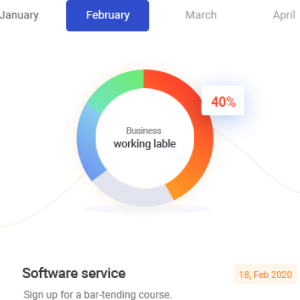 January February March April
40%
Business
working lable
Software service
18, Feb 2020
Sign up for a bar-tending course.